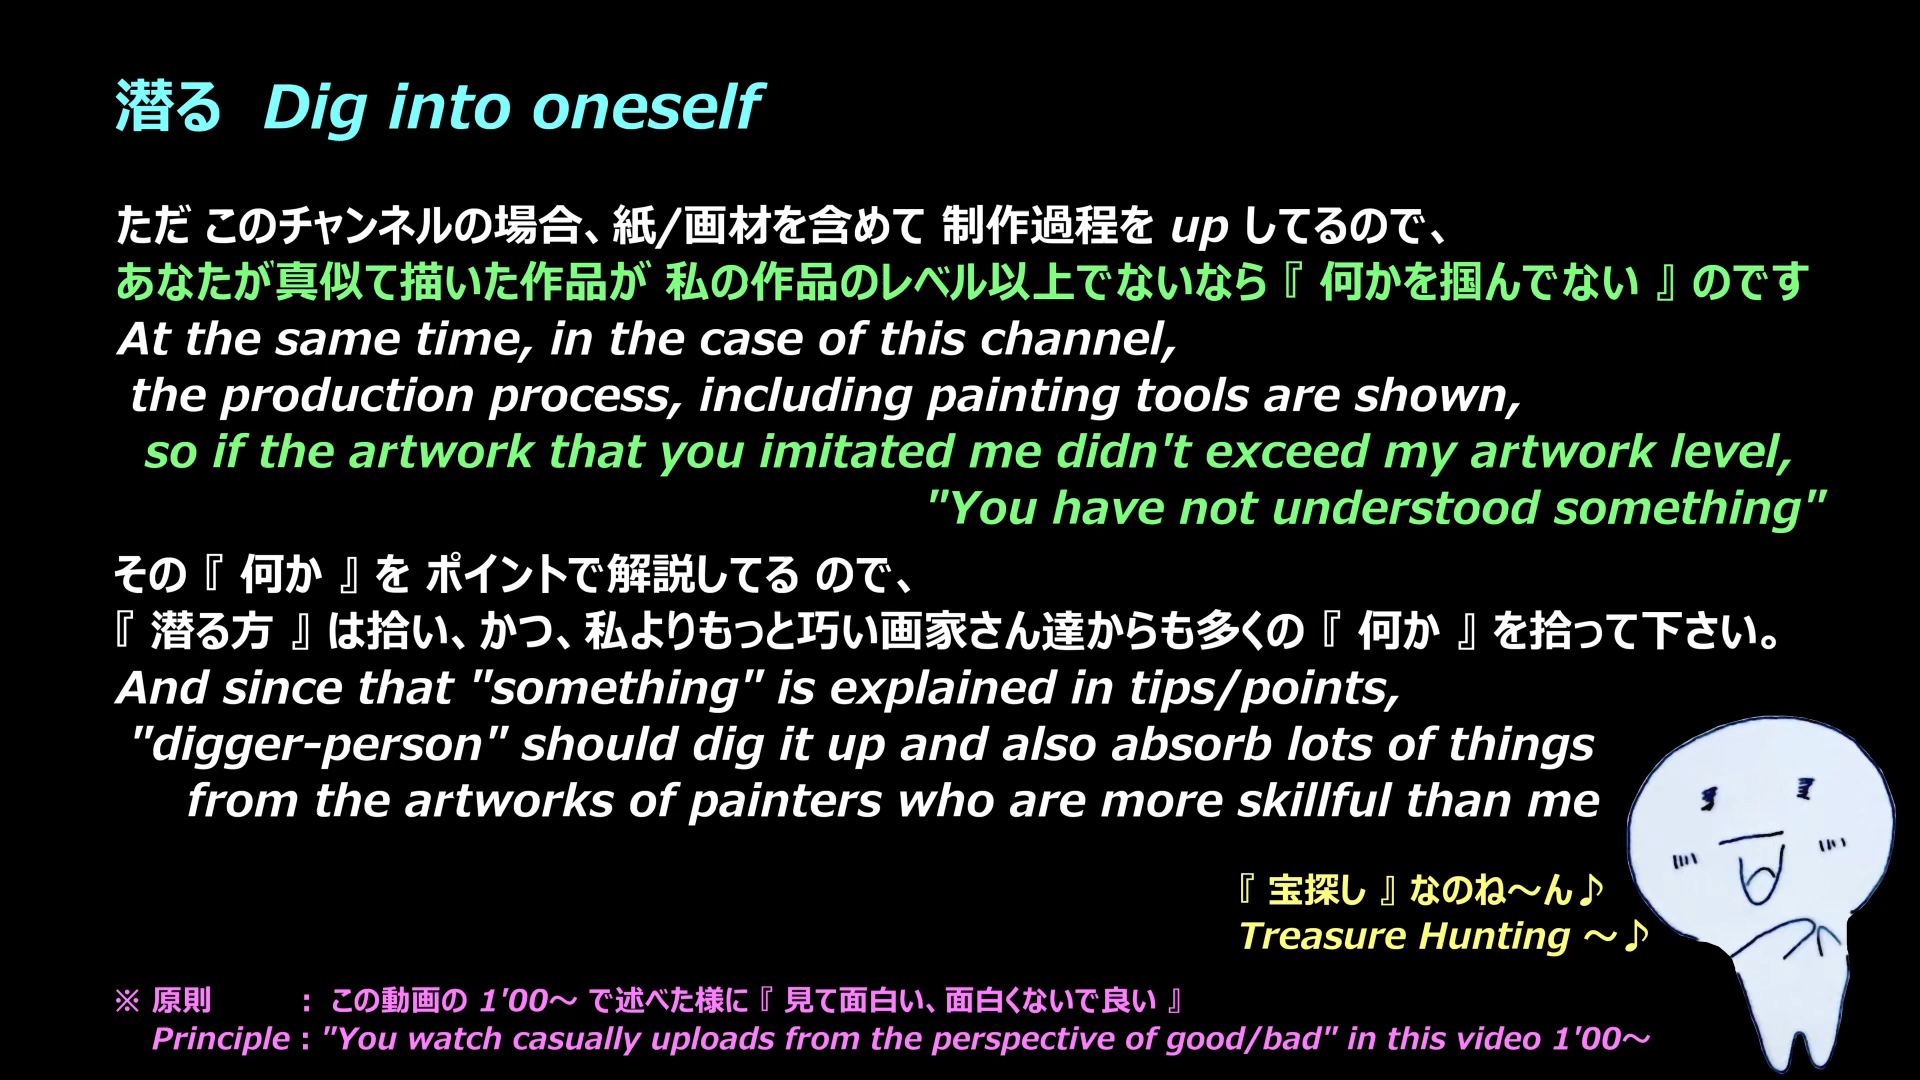 潜る Dig into oneself
ただ このチャンネルの場合、紙/画材を含めて 制作過程を up してるので、
あなたが真似て描いた作品が 私の作品のレベル以上でないなら『 何かを掴んでない 』のです
At the same time, in the case of this channel,
the production process, including painting tools are shown,
so if the artwork that you imitated me didn't exceed my artwork level,
"You have not understood something"
その『 何か 』を ポイントで解説してる ので、
『 潜る方 』は拾い、かつ、私よりもっと巧い画家さん達からも多くの『 何か 』を拾って下さい。
And since that "something" is explained in tips/points,
"digger-person" should dig it up and also absorb lots of things
from the artworks of painters who are more skillful than me
『 宝探し 』なのね～ん♪
Treasure Hunting ～♪
※ 原則 : この動画の 1'00～ で述べた様に『 見て面白い、面白くないで良い 』
Principle : "You watch casually uploads from the perspective of good/bad" in this video 1'00～